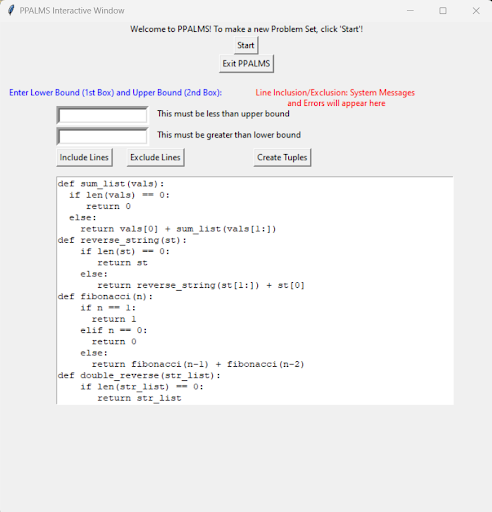 PPALMS Interactive Window
Welcome to PPALMS! To make a new Problem Set, click 'Start'!
Start
Exit PPALMS
Enter Lower Bound (1st Box) and Upper Bound (2nd Box):
Line Inclusion/Exclusion: System Messages
and Errors will appear here
This must be less than upper bound
This must be greater than lower bound
Include Lines
Exclude Lines
Create Tuples
def sum_list(vals):
  if len(vals) == 0:
     return 0
  else:
    return vals[0] + sum_list(vals[1:])
def reverse_string(st):
    if len(st) == 0:
       return st
    else:
       return reverse_string(st[1:]) + st[0]
def fibonacci(n):
    if n == 1:
      return 1
    elif n == 0:
      return 0
    else:
      return fibonacci(n-1) + fibonacci(n-2)
def double_reverse(str_list):
    if len(str_list) == 0:
       return str_list